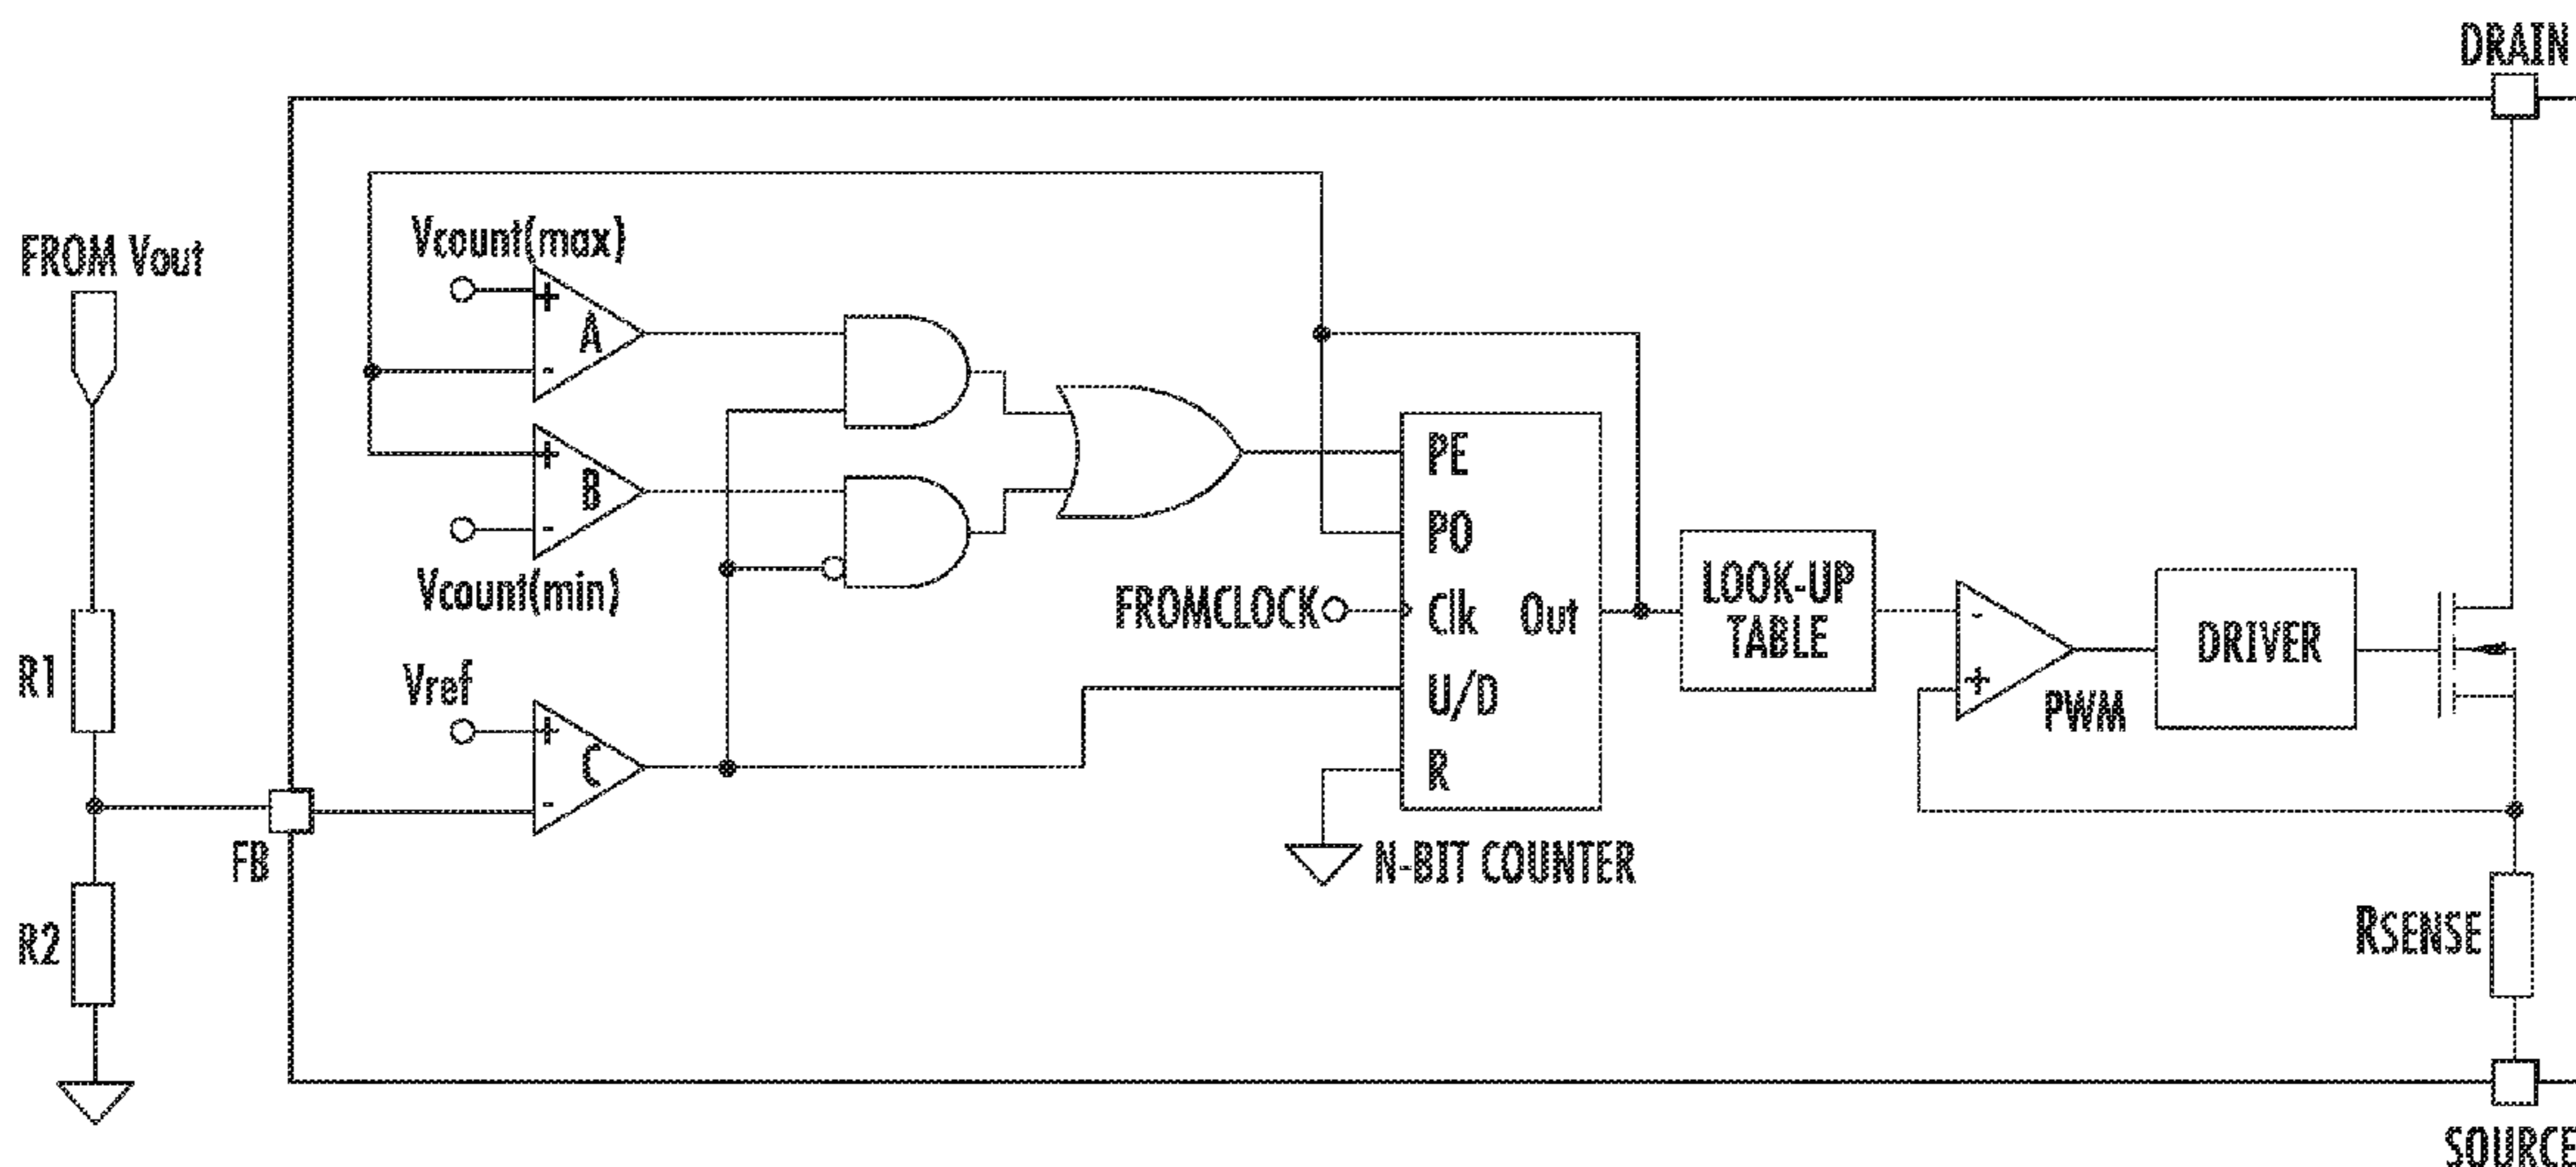 DRAIN
FROM Vout
Vcount(max)
+
A
-
+
B
-
Vcount(min)
PE
PO
FROMCLOCK
Clk
Out
U/D
R
LOOK-UP
TABLE
-
+
PWM
DRIVER
R1
Vref
+
C
-
FB
N-BIT COUNTER
R2
RSENSE
SOURCE